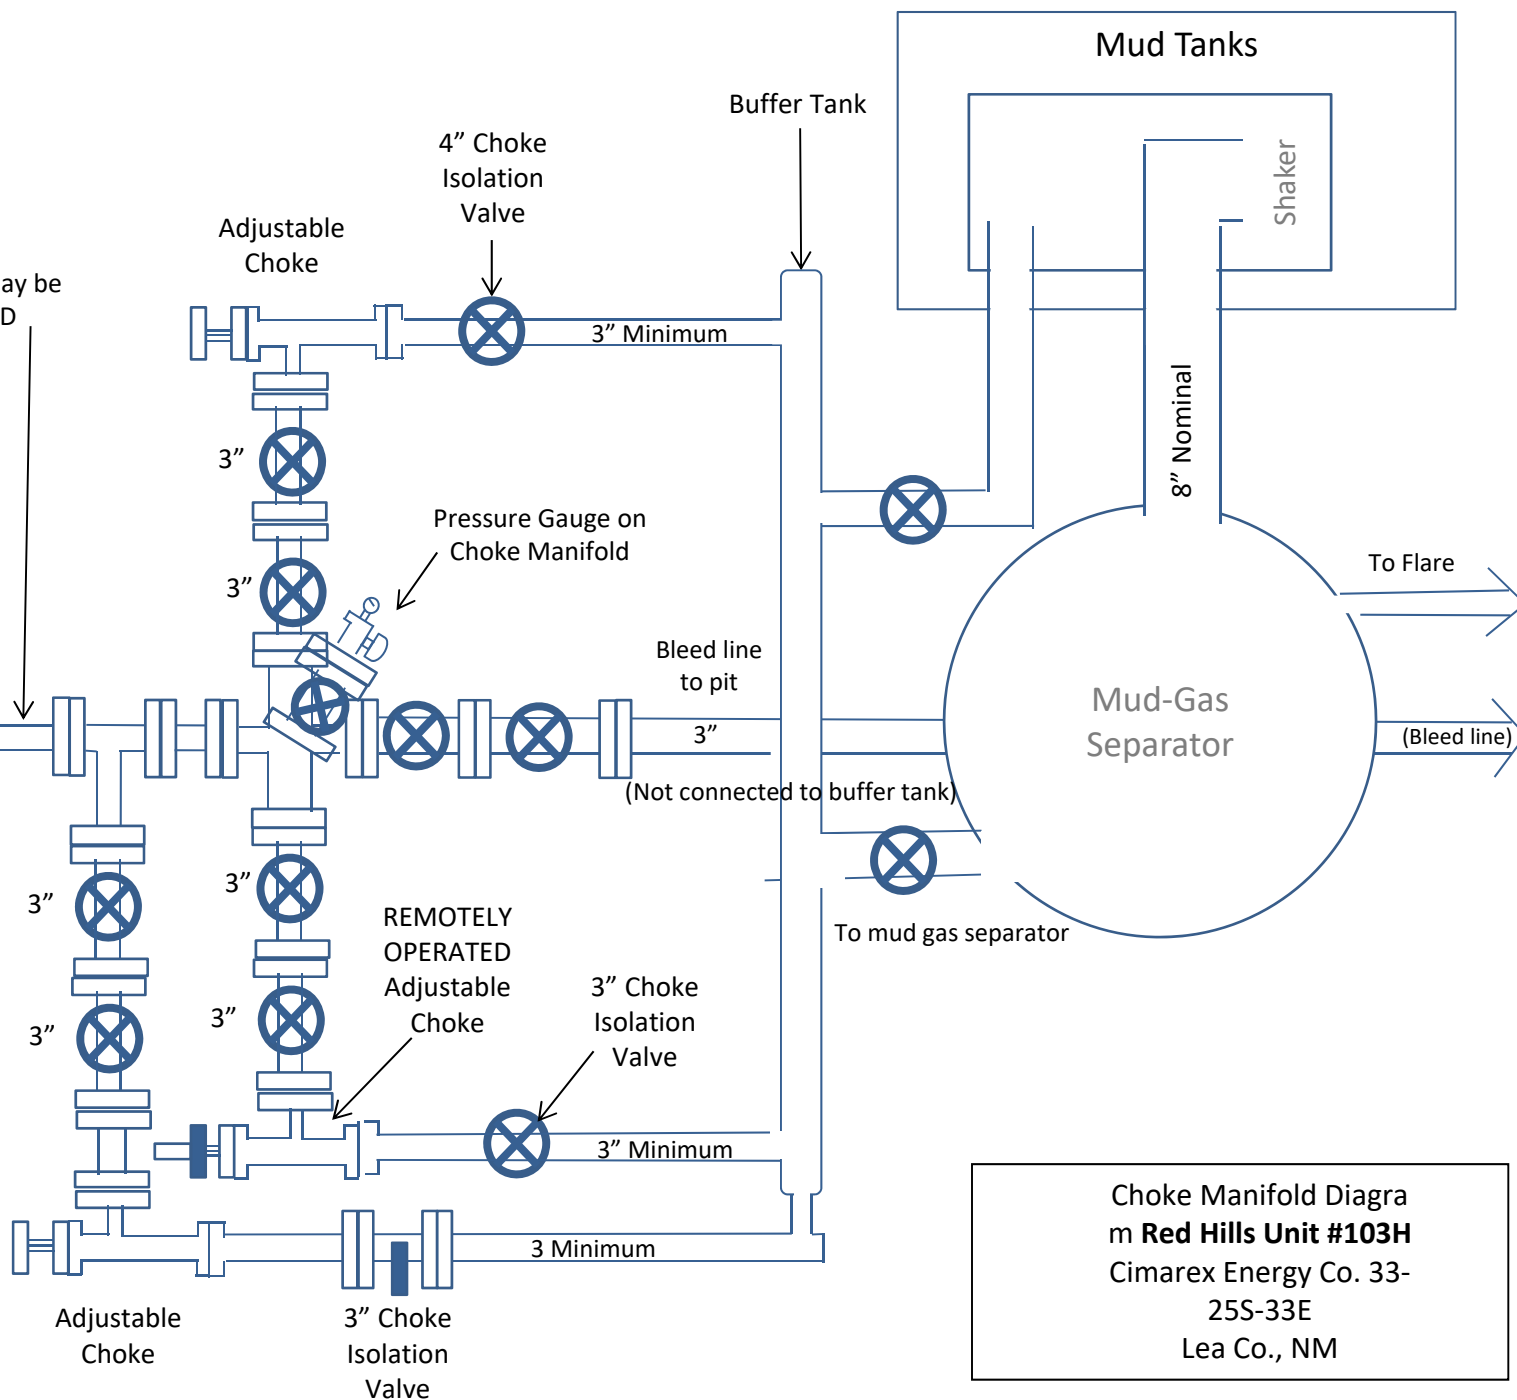 Mud Tanks
Buffer Tank
4” Choke
Isolation
Valve
Shaker
Adjustable
Choke
ay be
D
3” Minimum
8” Nominal
3”
Pressure Gauge on
Choke Manifold
3”
To Flare
Bleed line
to pit
3”
Mud-Gas
Separator
(Bleed line)
(Not connected to buffer tank)
3”
3”
REMOTELY
OPERATED
Adjustable
Choke
To mud gas separator
3”
3”
3” Choke
Isolation
Valve
3” Minimum
3 Minimum
Adjustable
Choke
3” Choke
Isolation
Valve
Choke Manifold Diagra
m Red Hills Unit #103H
Cimarex Energy Co. 33-
25S-33E
Lea Co., NM